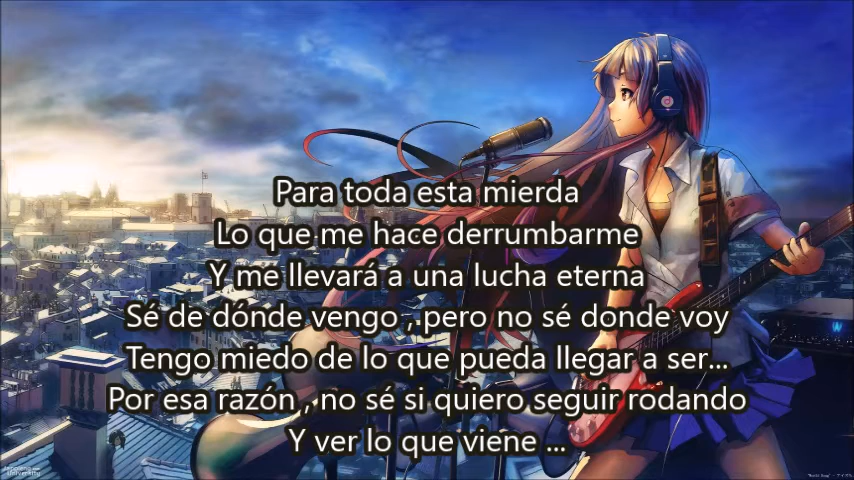 Para toda esta mierda
Lo que me hace derrumbarme
Y me llevará a una lucha eterna
Sé de dónde vengo , pero no sé donde voy
Tengo miedo de lo que pueda llegar a ser...
Por esa razón , no sé si quiero seguir rodando
Y ver lo que viene ...